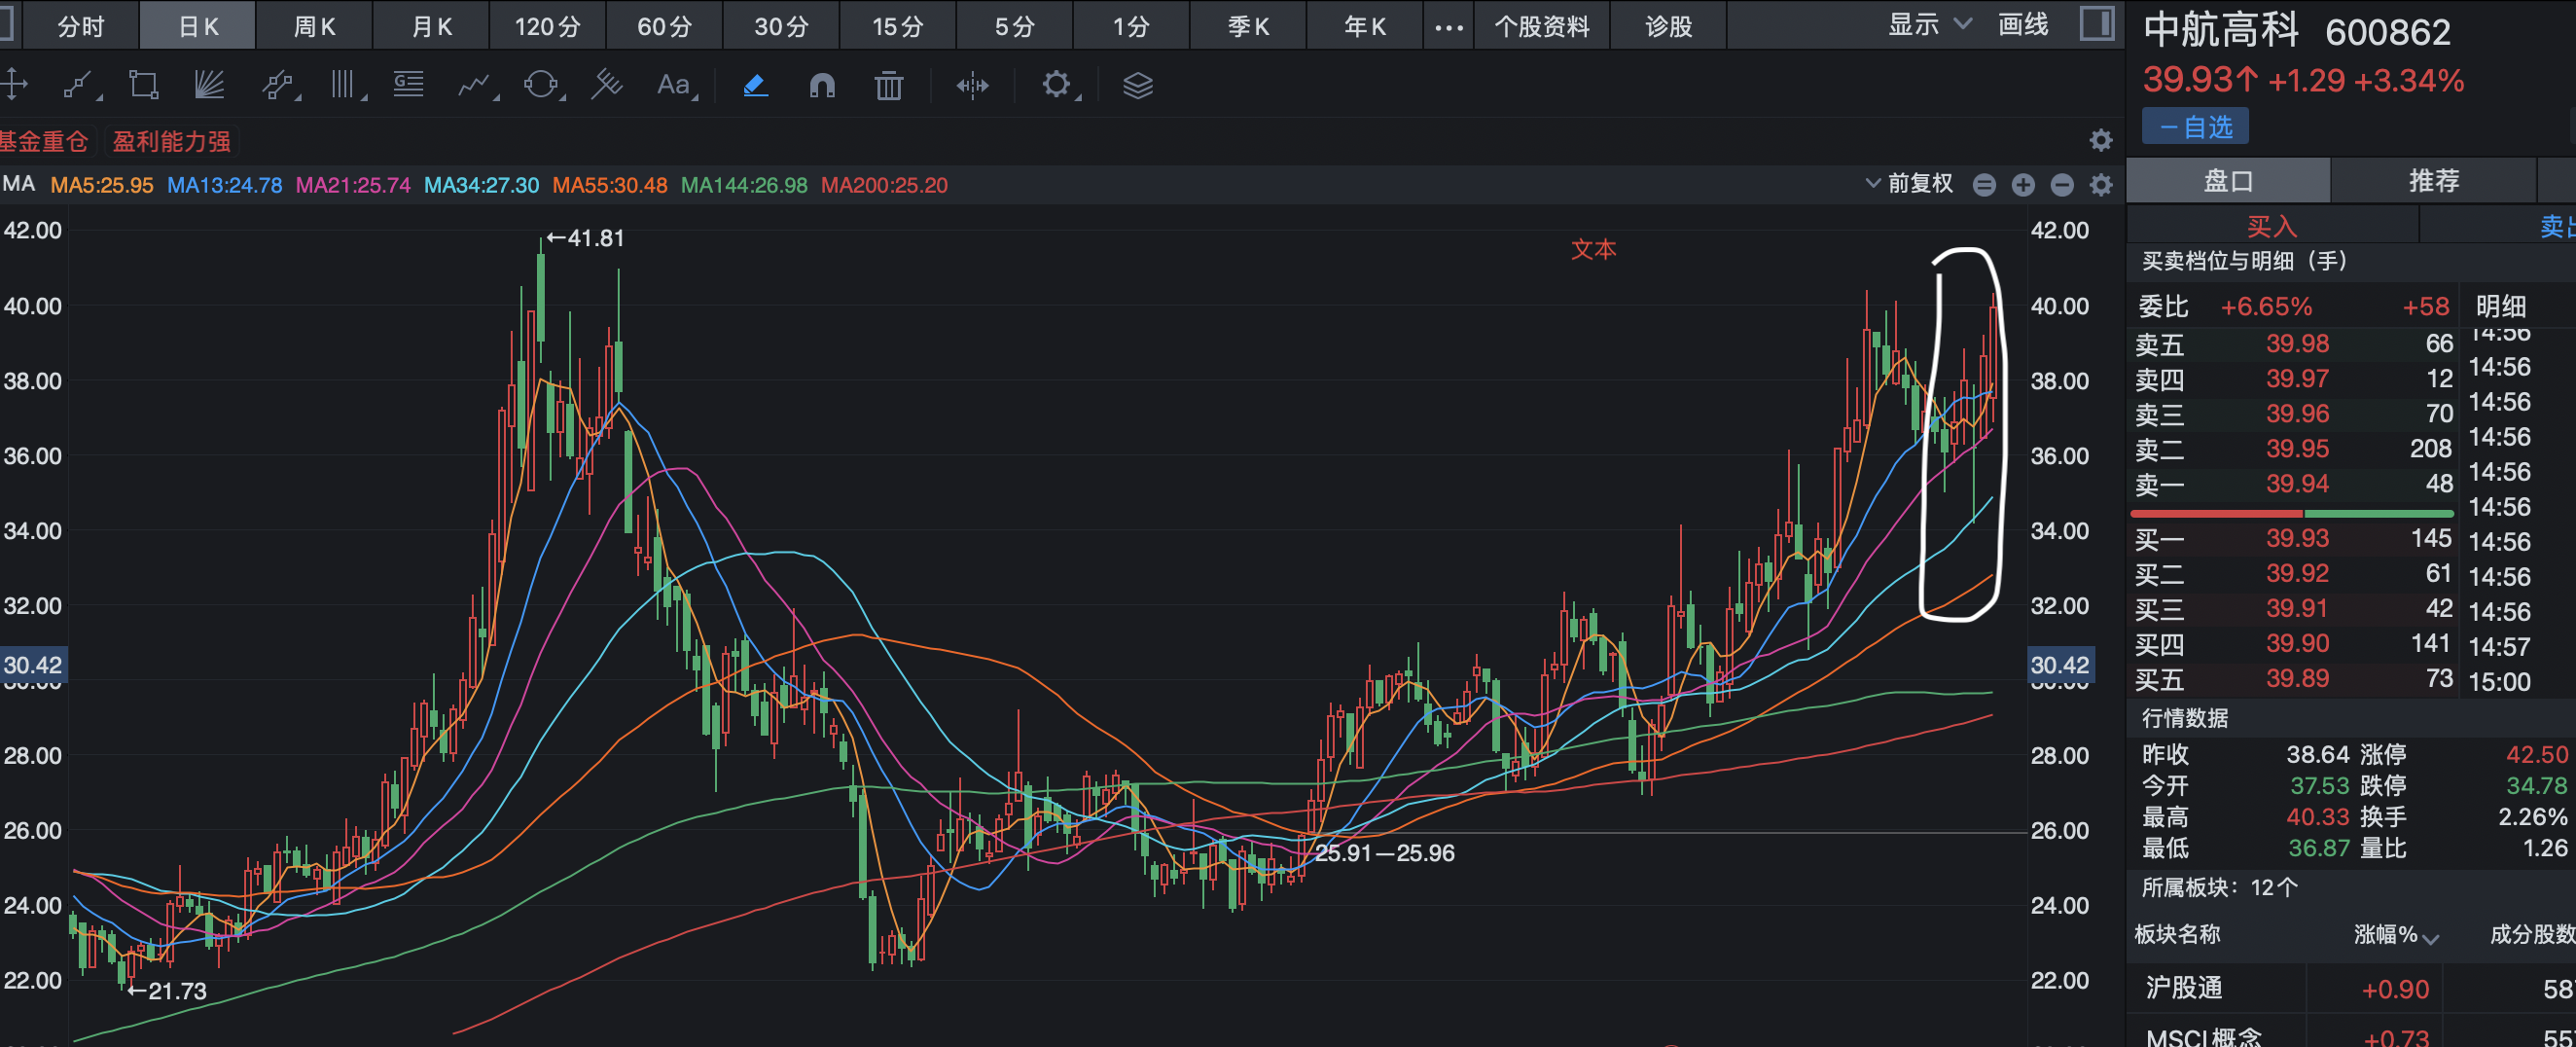 分时 日K 周K 月K 120分 60分 30分 15分 5分 1分 季K 年K ... 个股资料 诊股 显示 画线
Aa
基金重仓 盈利能力强
MA MA5:25.95 MA13:24.78 MA21:25.74 MA34:27.30 MA55:30.48 MA144:26.98 MA200:25.20 前复权
42.00
40.00
38.00
36.00
34.00
32.00
30.42
30.00
28.00
26.00
24.00
22.00
←41.81
文本
25.91—25.96
←21.73
42.00
40.00
38.00
36.00
34.00
32.00
30.42
30.00
28.00
26.00
24.00
22.00
中航高科 600862
39.93↑ +1.29 +3.34%
—自选
盘口 推荐
买入 卖出
买卖档位与明细（手）
委比 +6.65% +58 明细
卖五 39.98 66 14:56
卖四 39.97 12 14:56
卖三 39.96 70 14:56
卖二 39.95 208 14:56
卖一 39.94 48 14:56
14:56
买一 39.93 145 14:56
买二 39.92 61 14:56
买三 39.91 42 14:56
买四 39.90 141 14:57
买五 39.89 73 15:00
行情数据
昨收 38.64 涨停 42.50
今开 37.53 跌停 34.78
最高 40.33 换手 2.26%
最低 36.87 量比 1.26
所属板块：12个
板块名称 涨幅% 成分股数
沪股通 +0.90 58
MSCI概念 +0.73 55